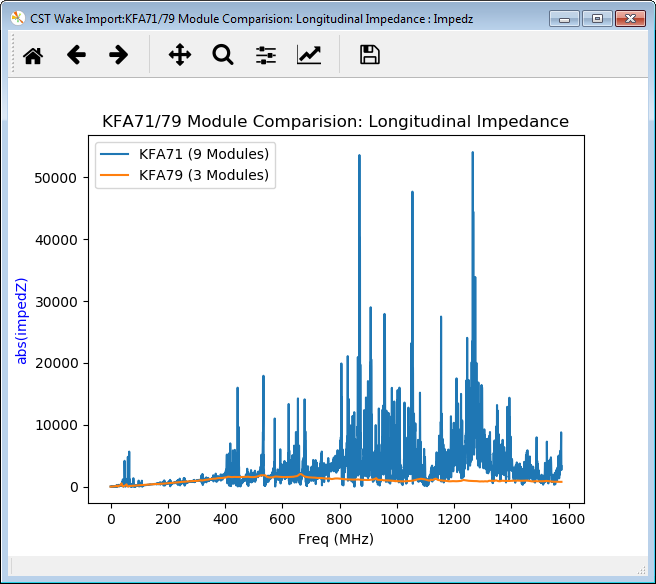 CST Wake Import:KFA71/79 Module Comparision: Longitudinal Impedance : Impedz
KFA71/79 Module Comparision: Longitudinal Impedance
KFA71 (9 Modules)
KFA79 (3 Modules)
50000
40000
30000
20000
10000
0
abs(impedZ)
0 200 400 600 800 1000 1200 1400 1600
Freq (MHz)